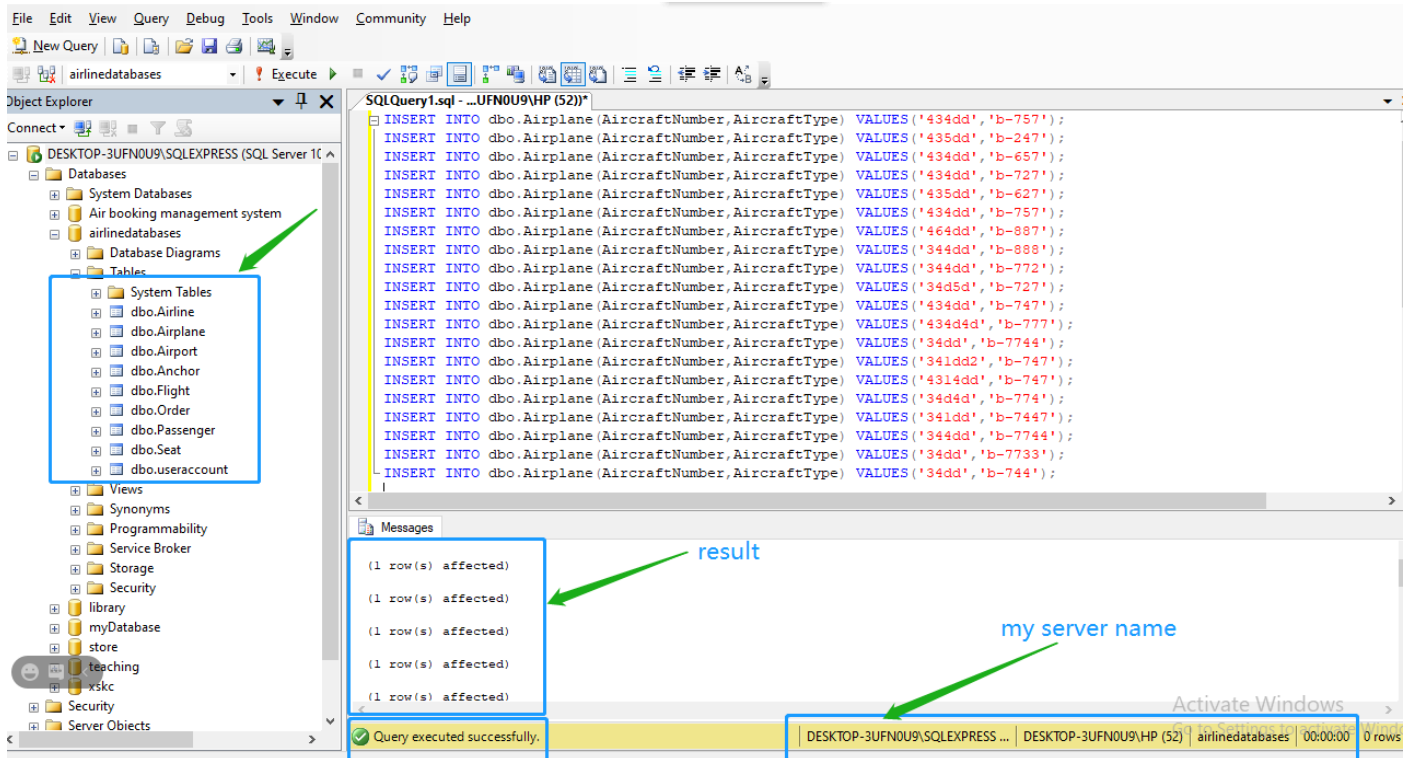 File Edit View Query Debug Tools Window Community Help
New Query
airlinedatabases Execute
Object Explorer
Connect
DESKTOP-3UFN0U9\SQLEXPRESS (SQL Server 10
Databases
System Databases
Air booking management system
airlinedatabases
Database Diagrams
Tables
System Tables
dbo.Airline
dbo.Airplane
dbo.Airport
dbo.Anchor
dbo.Flight
dbo.Order
dbo.Passenger
dbo.Seat
dbo.useraccount
Views
Synonyms
Programmability
Service Broker
Storage
Security
library
myDatabase
store
teaching
xskc
Security
Server Objects
SQLQuery1.sql - ...UFN0U9\HP (52))*
INSERT INTO dbo.Airplane(AircraftNumber,AircraftType) VALUES('434dd','b-757');
INSERT INTO dbo.Airplane(AircraftNumber,AircraftType) VALUES('435dd','b-247');
INSERT INTO dbo.Airplane(AircraftNumber,AircraftType) VALUES('434dd','b-657');
INSERT INTO dbo.Airplane(AircraftNumber,AircraftType) VALUES('434dd','b-727');
INSERT INTO dbo.Airplane(AircraftNumber,AircraftType) VALUES('435dd','b-627');
INSERT INTO dbo.Airplane(AircraftNumber,AircraftType) VALUES('434dd','b-757');
INSERT INTO dbo.Airplane(AircraftNumber,AircraftType) VALUES('464dd','b-887');
INSERT INTO dbo.Airplane(AircraftNumber,AircraftType) VALUES('344dd','b-888');
INSERT INTO dbo.Airplane(AircraftNumber,AircraftType) VALUES('344dd','b-772');
INSERT INTO dbo.Airplane(AircraftNumber,AircraftType) VALUES('34d5d','b-727');
INSERT INTO dbo.Airplane(AircraftNumber,AircraftType) VALUES('434dd','b-747');
INSERT INTO dbo.Airplane(AircraftNumber,AircraftType) VALUES('434d4d','b-777');
INSERT INTO dbo.Airplane(AircraftNumber,AircraftType) VALUES('34dd','b-7744');
INSERT INTO dbo.Airplane(AircraftNumber,AircraftType) VALUES('341dd2','b-747');
INSERT INTO dbo.Airplane(AircraftNumber,AircraftType) VALUES('4314dd','b-747');
INSERT INTO dbo.Airplane(AircraftNumber,AircraftType) VALUES('34d4d','b-774');
INSERT INTO dbo.Airplane(AircraftNumber,AircraftType) VALUES('341dd','b-7447');
INSERT INTO dbo.Airplane(AircraftNumber,AircraftType) VALUES('344dd','b-7744');
INSERT INTO dbo.Airplane(AircraftNumber,AircraftType) VALUES('34dd','b-7733');
INSERT INTO dbo.Airplane(AircraftNumber,AircraftType) VALUES('34dd','b-744');
Messages
(1 row(s) affected)
(1 row(s) affected)
(1 row(s) affected)
(1 row(s) affected)
(1 row(s) affected)
result
my server name
Activate Windows
Go to Settings to activate Windo
Query executed successfully. DESKTOP-3UFN0U9\SQLEXPRESS ... DESKTOP-3UFN0U9\HP (52) airlinedatabases 00:00:00 0 rows